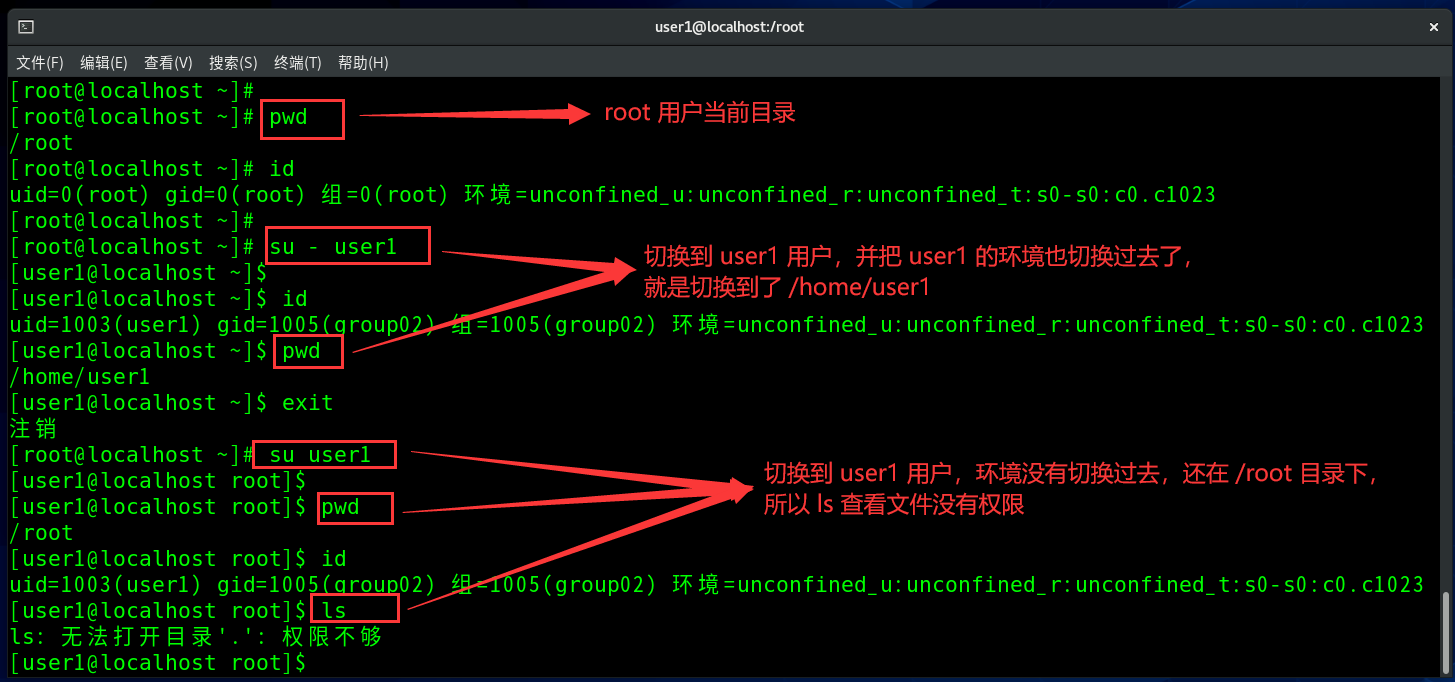 user1@localhost:/root
文件(F) 编辑(E) 查看(V) 搜索(S) 终端(T) 帮助(H)
[root@localhost ~]#
[root@localhost ~]# pwd
root 用户当前目录
/root
[root@localhost ~]# id
uid=0(root) gid=0(root) 组=0(root) 环境=unconfined_u:unconfined_r:unconfined_t:s0-s0:c0.c1023
[root@localhost ~]#
[root@localhost ~]# su - user1
切换到 user1 用户，并把 user1 的环境也切换过去了，
就是切换到了 /home/user1
[user1@localhost ~]$
[user1@localhost ~]$ id
uid=1003(user1) gid=1005(group02) 组=1005(group02) 环境=unconfined_u:unconfined_r:unconfined_t:s0-s0:c0.c1023
[user1@localhost ~]$ pwd
/home/user1
[user1@localhost ~]$ exit
注销
[root@localhost ~]# su user1
切换到 user1 用户，环境没有切换过去，还在 /root 目录下，
所以 ls 查看文件没有权限
[user1@localhost root]$
[user1@localhost root]$ pwd
/root
[user1@localhost root]$ id
uid=1003(user1) gid=1005(group02) 组=1005(group02) 环境=unconfined_u:unconfined_r:unconfined_t:s0-s0:c0.c1023
[user1@localhost root]$ ls
ls: 无法打开目录'.': 权限不够
[user1@localhost root]$